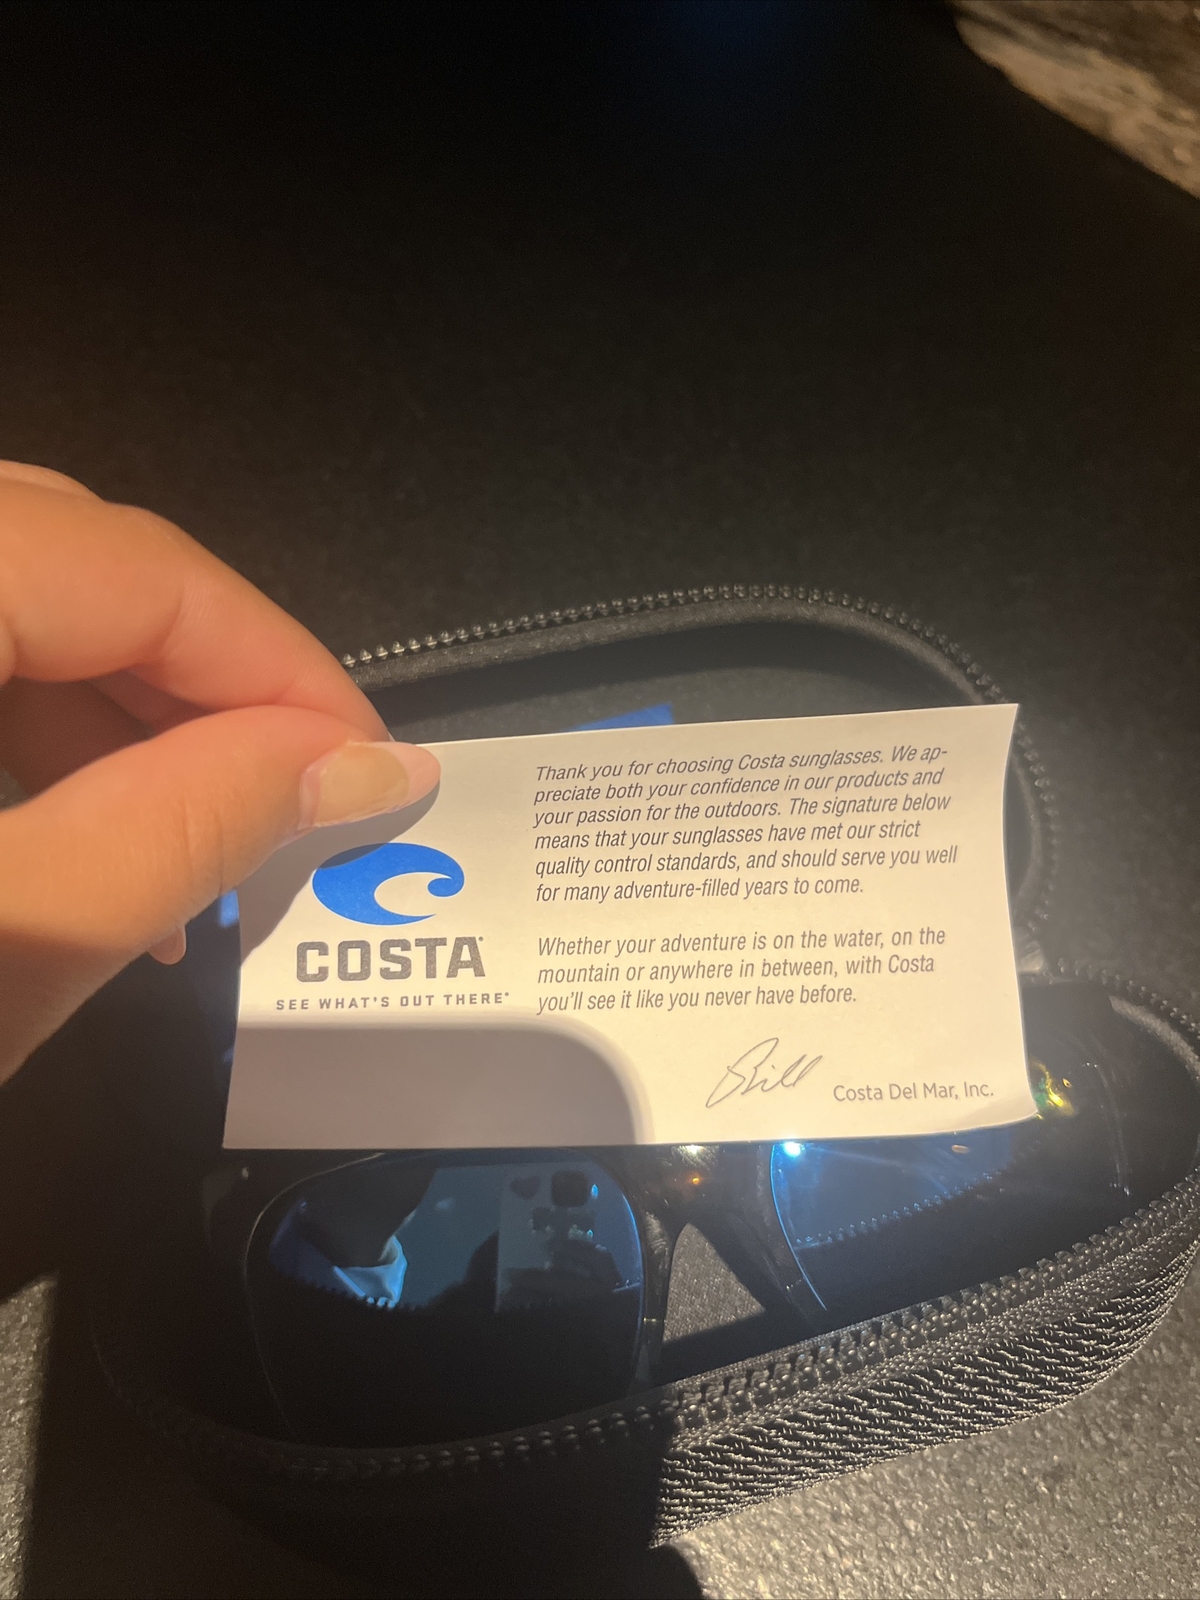 COSTA
SEE WHAT'S OUT THERE®
Thank you for choosing Costa sunglasses. We ap-
preciate both your confidence in our products and
your passion for the outdoors. The signature below
means that your sunglasses have met our strict
quality control standards, and should serve you well
for many adventure-filled years to come.
Whether your adventure is on the water, on the
mountain or anywhere in between, with Costa
you'll see it like you never have before.
Costa Del Mar, Inc.